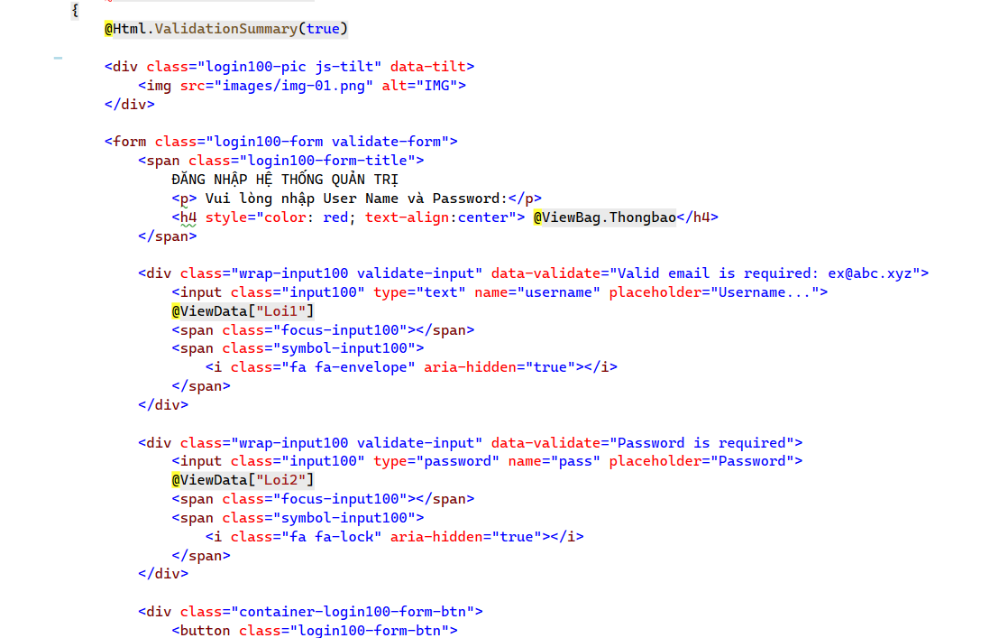 {
@Html.ValidationSummary(true)
<div class="login100-pic js-tilt" data-tilt>
<img src="images/img-01.png" alt="IMG">
</div>
<form class="login100-form validate-form">
<span class="login100-form-title">
ĐĂNG NHẬP HỆ THỐNG QUẢN TRỊ
<p> Vui lòng nhập User Name và Password:</p>
<h4 style="color: red; text-align:center"> @ViewBag.Thongbao</h4>
</span>
<div class="wrap-input100 validate-input" data-validate="Valid email is required: ex@abc.xyz">
<input class="input100" type="text" name="username" placeholder="Username...">
@ViewData["Loi1"]
<span class="focus-input100"></span>
<span class="symbol-input100">
<i class="fa fa-envelope" aria-hidden="true"></i>
</span>
</div>
<div class="wrap-input100 validate-input" data-validate="Password is required">
<input class="input100" type="password" name="pass" placeholder="Password">
@ViewData["Loi2"]
<span class="focus-input100"></span>
<span class="symbol-input100">
<i class="fa fa-lock" aria-hidden="true"></i>
</span>
</div>
<div class="container-login100-form-btn">
<button class="login100-form-btn">